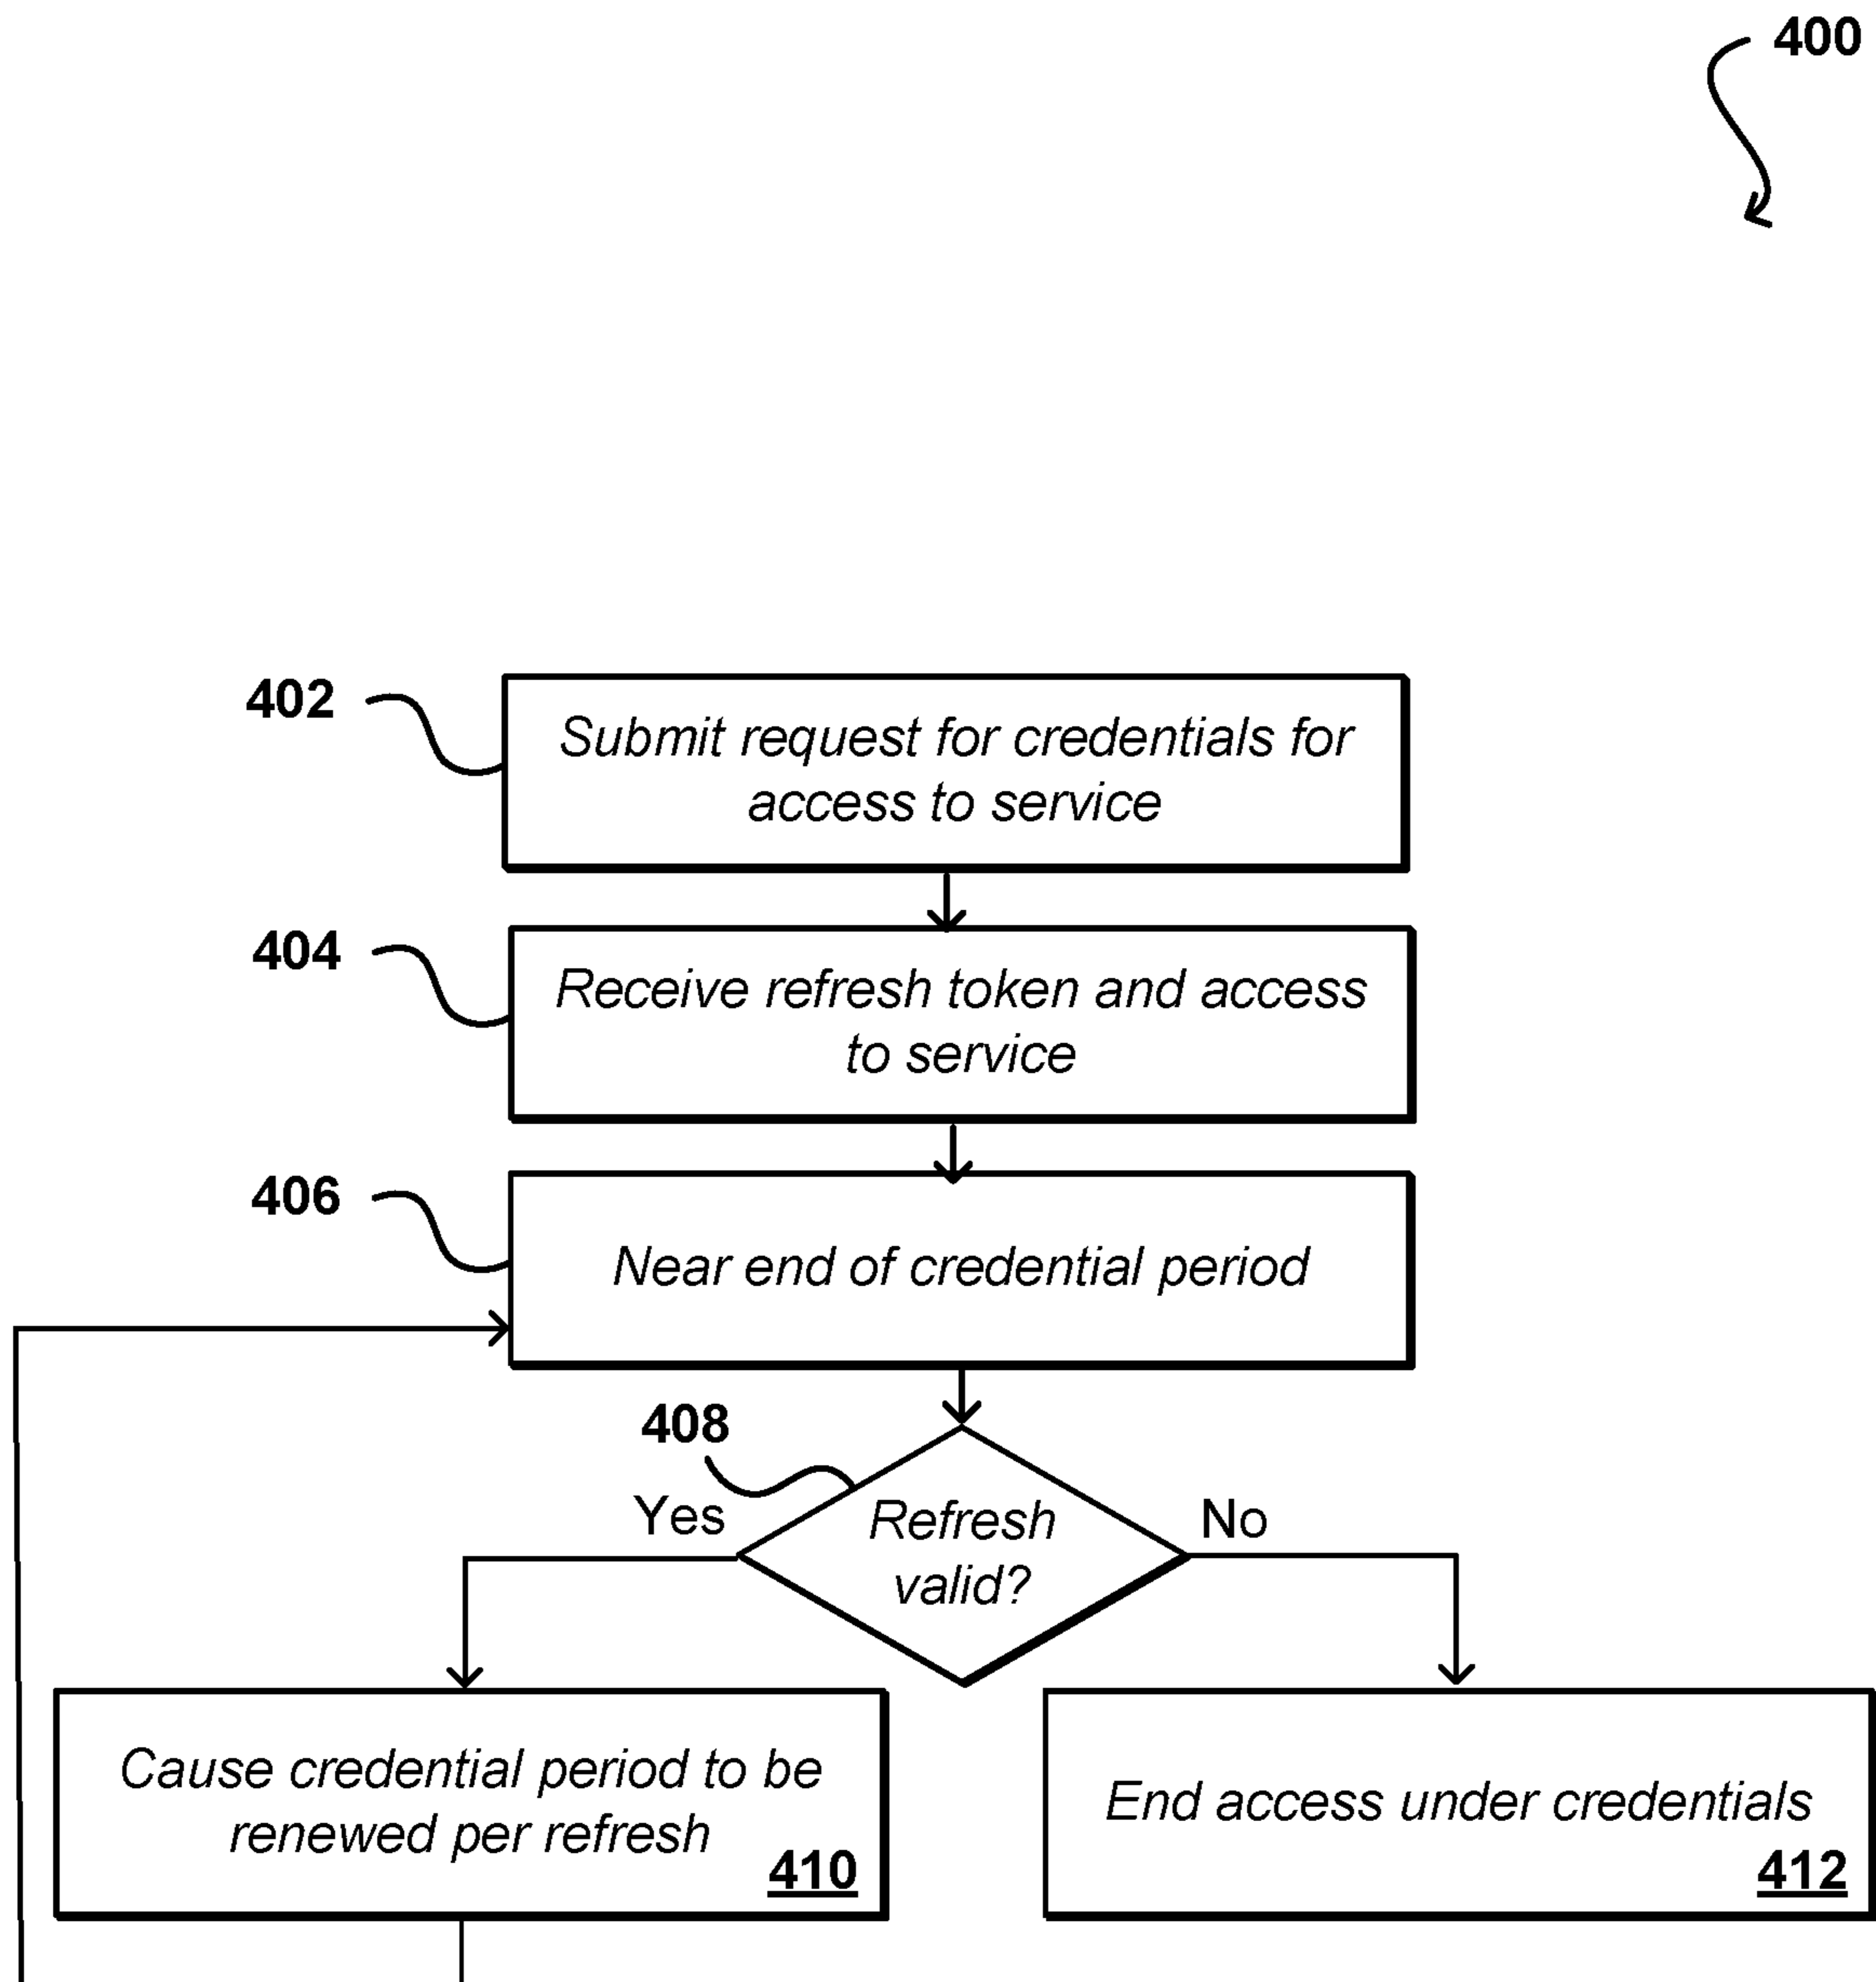 400
402
Submit request for credentials for
access to service
404
Receive refresh token and access
to service
406
Near end of credential period
408
Yes
Refresh
valid?
No
Cause credential period to be
renewed per refresh
410
End access under credentials
412